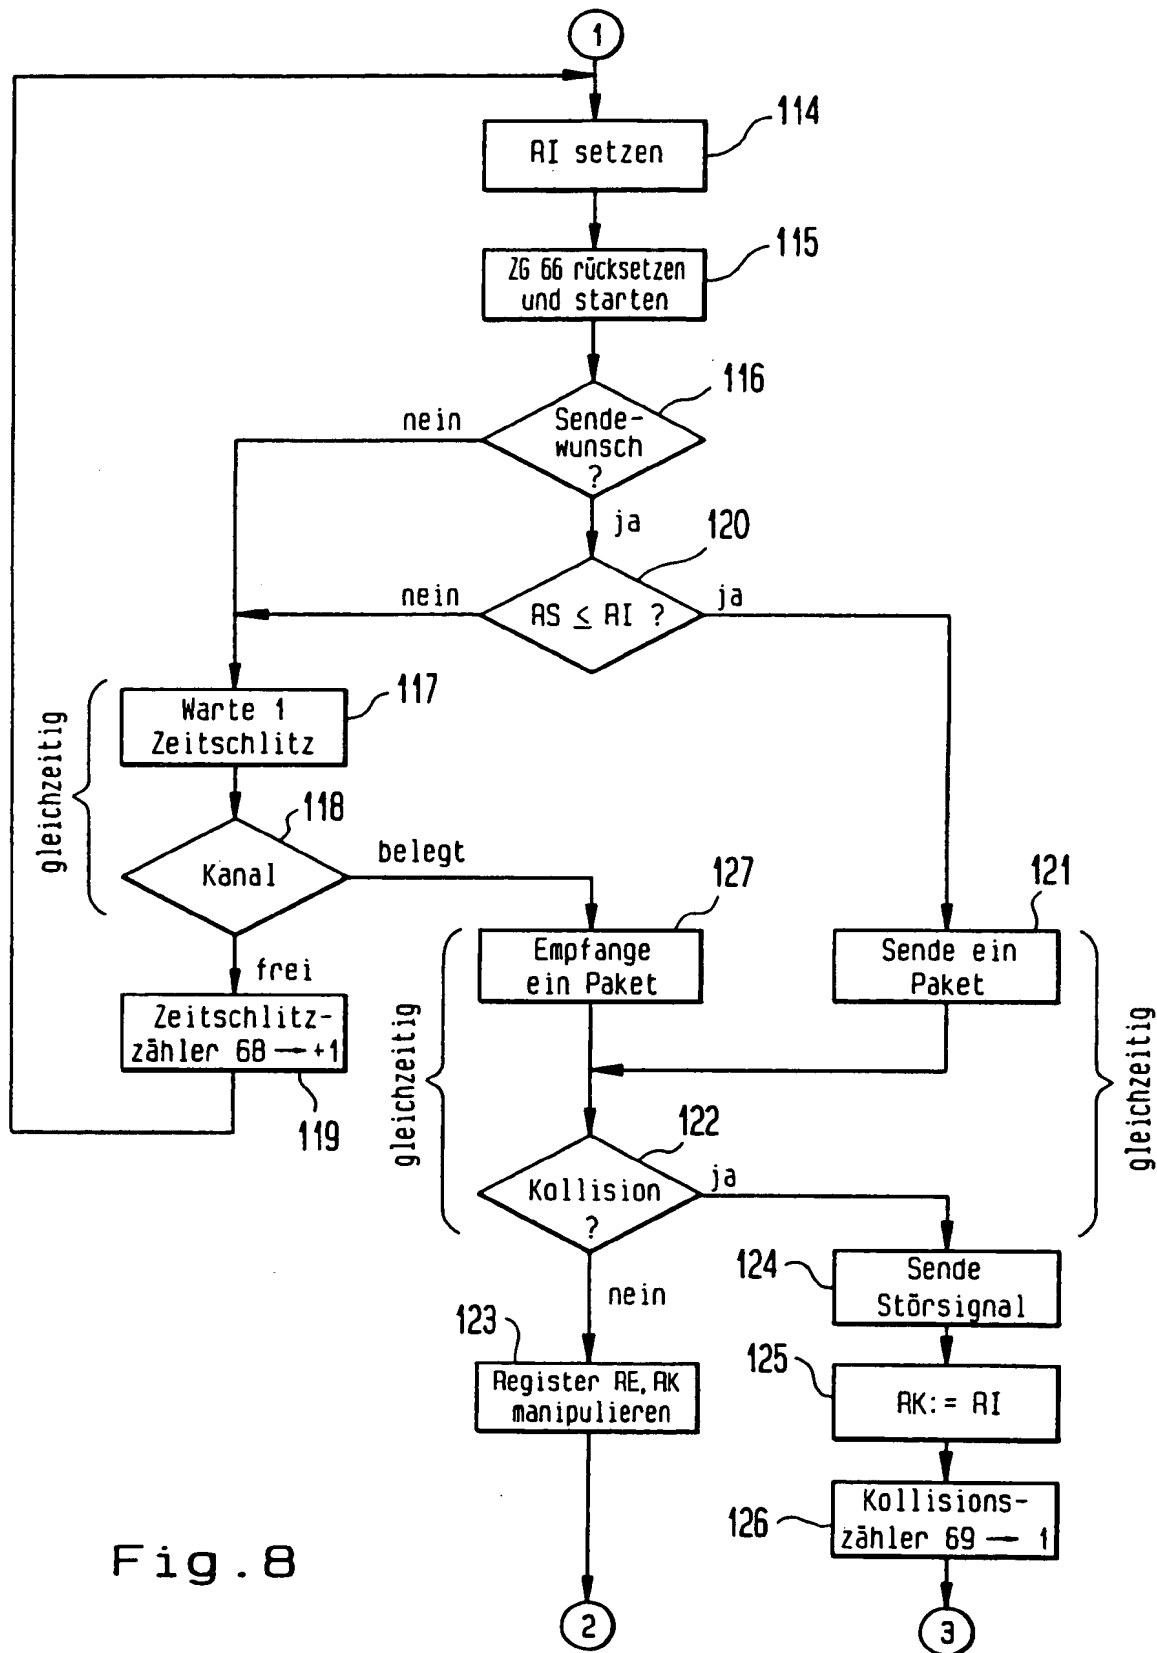 1
114
AI setzen
115
ZG 66 rücksetzen
und starten
116
nein
Sende-
wunsch
?
ja
120
nein
AS ≤ AI ?
ja
117
Warte 1
Zeitschlitz
gleichzeitig
118
Kanal
belegt
127
121
frei
Empfange
ein Paket
Sende ein
Paket
Zeitschlitz-
zähler 68 → +1
119
gleichzeitig
gleichzeitig
122
Kollision
?
ja
124
Sende
Störsignal
nein
123
125
Register AE, AK
manipulieren
AK:= AI
126
Kollisions-
zähler 69 → 1
Fig.8
2
3